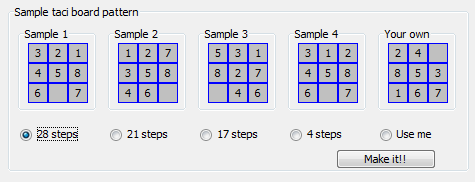 Sample taci board pattern
Sample 1 Sample 2 Sample 3 Sample 4 Your own
3 2 1 1 2 7 5 3 1 3 1 2 2 4
4 5 8 3 5 8 8 2 7 4 5 8 8 5 3
6 7 6 4 4 6 6 7 1 6 7
28 steps 21 steps 17 steps 4 steps Use me
Make it!!